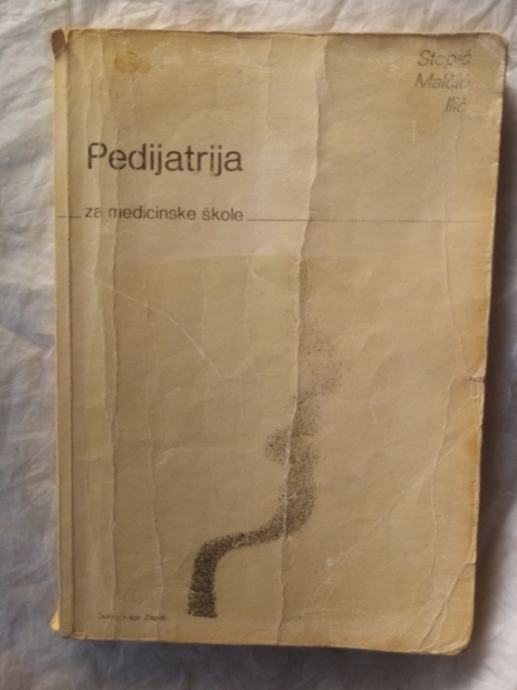 Stopić
Malčić
Ilić
Pedijatrija
za medicinske škole